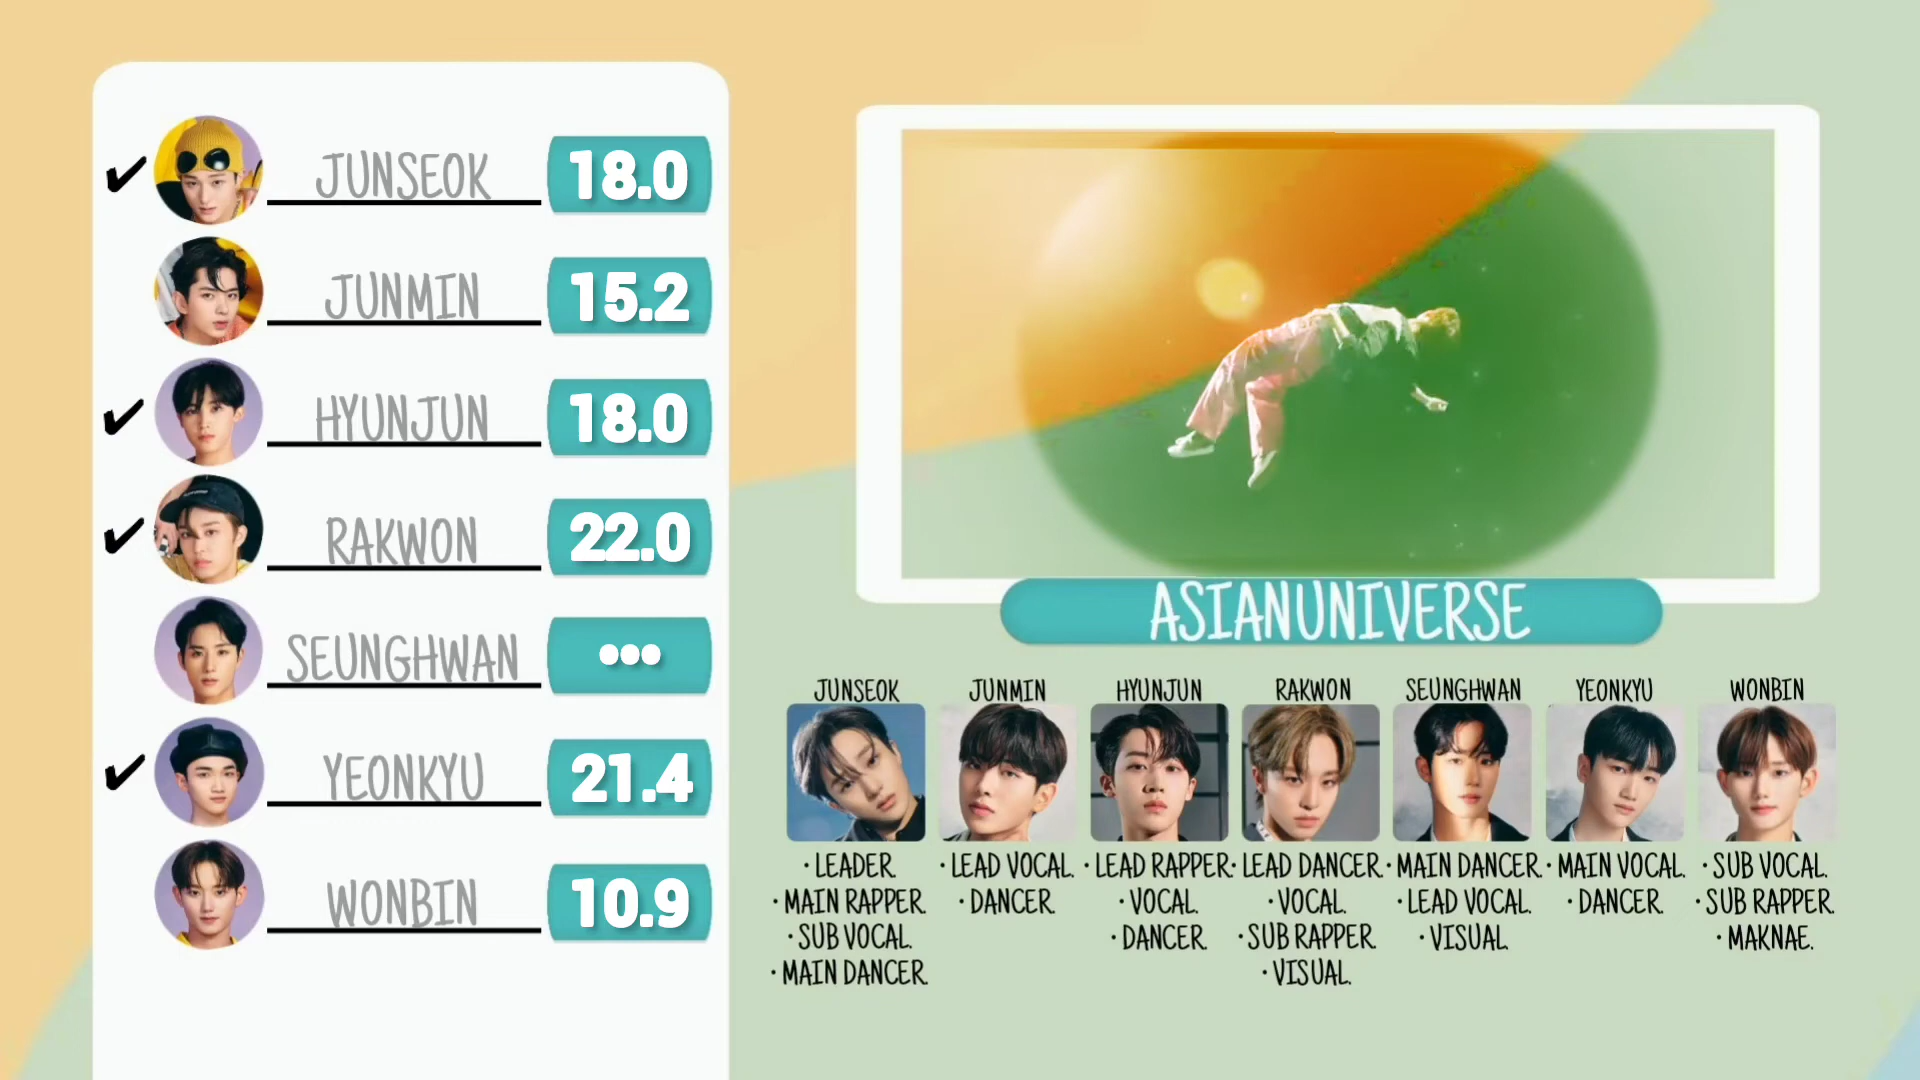 ✔ JUNSEOK 18.0
JUNMIN 15.2
✔ HYUNJUN 18.0
✔ RAKWON 22.0
SEUNGHWAN •••
✔ YEONKYU 21.4
WONBIN 10.9
ASIANUNIVERSE
JUNSEOK
• LEADER.
• MAIN RAPPER.
• SUB VOCAL.
• MAIN DANCER.
JUNMIN
• LEAD VOCAL.
• DANCER.
HYUNJUN
• LEAD RAPPER.
• VOCAL.
• DANCER.
RAKWON
• LEAD DANCER.
• VOCAL.
• SUB RAPPER.
• VISUAL.
SEUNGHWAN
• MAIN DANCER.
• LEAD VOCAL.
• VISUAL.
YEONKYU
• MAIN VOCAL.
• DANCER.
WONBIN
• SUB VOCAL.
• SUB RAPPER.
• MAKNAE.